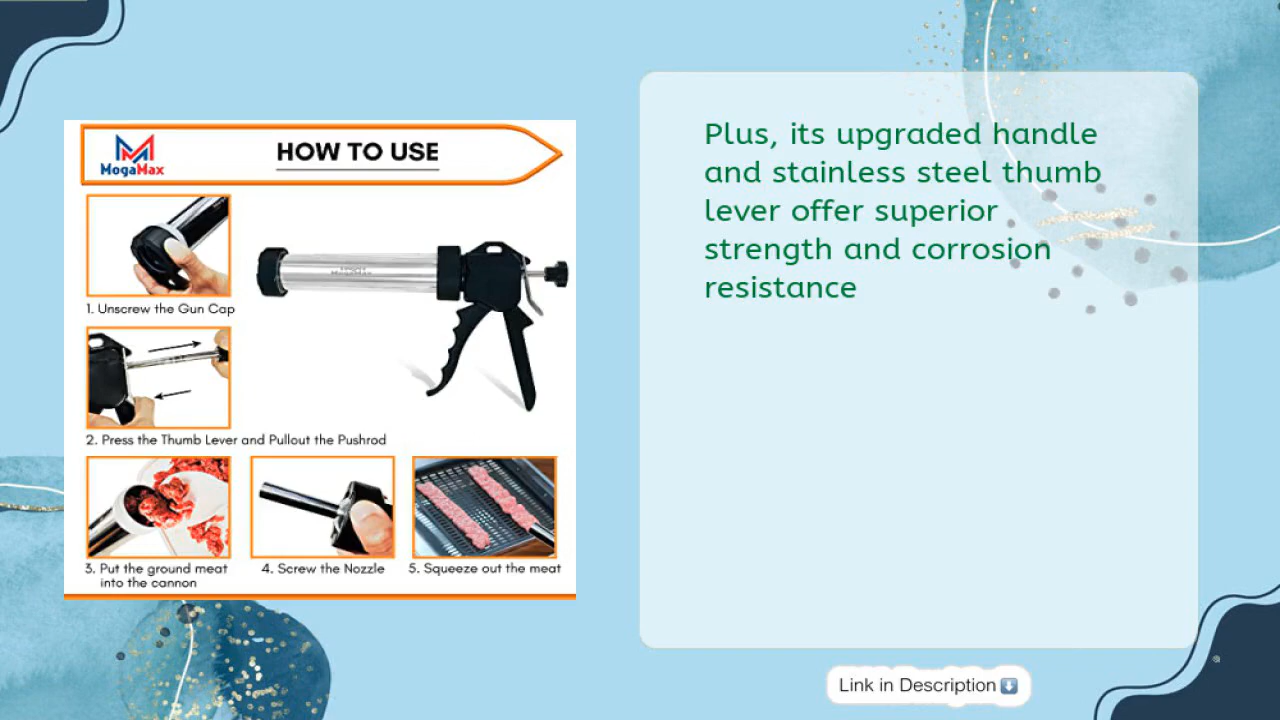 MogaMax
HOW TO USE
1. Unscrew the Gun Cap
2. Press the Thumb Lever and Pullout the Pushrod
3. Put the ground meat
into the cannon
4. Screw the Nozzle
5. Squeeze out the meat
Plus, its upgraded handle
and stainless steel thumb
lever offer superior
strength and corrosion
resistance
Link in Description